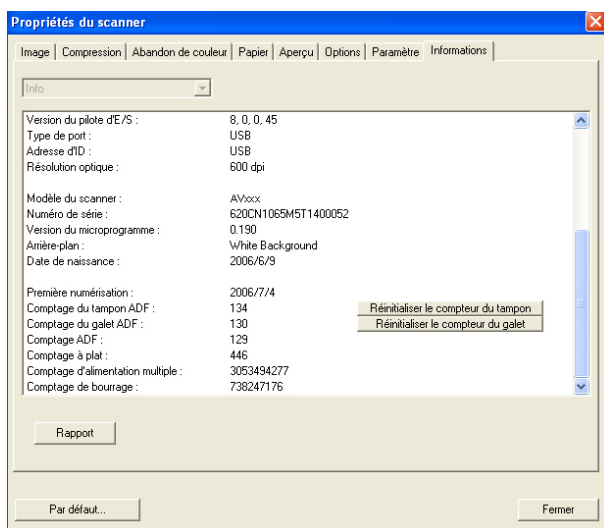 Propriétés du scanner
Image Compression Abandon de couleur Papier Aperçu Options Paramètre Informations
Info
Version du pilote d'E/S : 8, 0, 0, 45
Type de port : USB
Adresse d'ID : USB
Résolution optique : 600 dpi
Modèle du scanner : AVxxx
Numéro de série : 620CN1065M5T1400052
Version du microprogramme : 0.190
Arrière-plan : White Background
Date de naissance : 2006/6/9
Première numérisation : 2006/7/4
Comptage du tampon ADF : 134 Réinitialiser le compteur du tampon
Comptage du galet ADF : 130 Réinitialiser le compteur du galet
Comptage ADF : 129
Comptage à plat : 446
Comptage d'alimentation multiple : 3053494277
Comptage de bourrage : 738247176
Rapport
Par défaut... Fermer